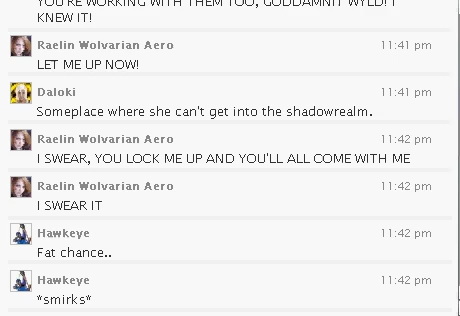 YOU'RE WORKING WITH THEM TOO, GODDAMNIT WYLD! I
KNEW IT!
Raelin Wolvarian Aero 11:41 pm
LET ME UP NOW!
Daloki 11:41 pm
Someplace where she can't get into the shadowrealm.
Raelin Wolvarian Aero 11:42 pm
I SWEAR, YOU LOCK ME UP AND YOU'LL ALL COME WITH ME
Raelin Wolvarian Aero 11:42 pm
I SWEAR IT
Hawkeye 11:42 pm
Fat chance..
Hawkeye 11:42 pm
*smirks*